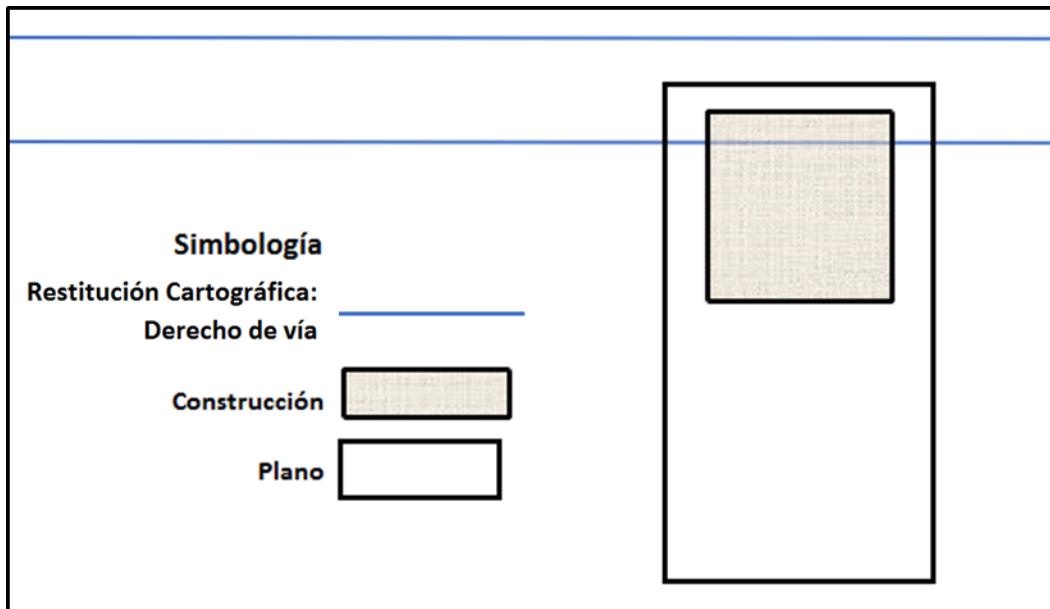 Simbología
Restitución Cartográfica:
Derecho de vía
Construcción
Plano